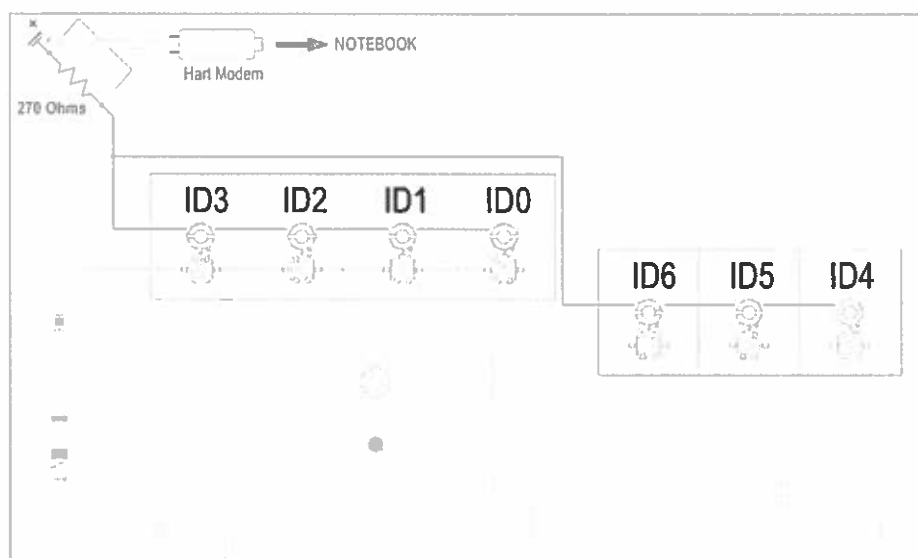 NOTEBOOK
Hart Modem
270 Ohms
ID3 ID2 ID1 ID0
ID6 ID5 ID4